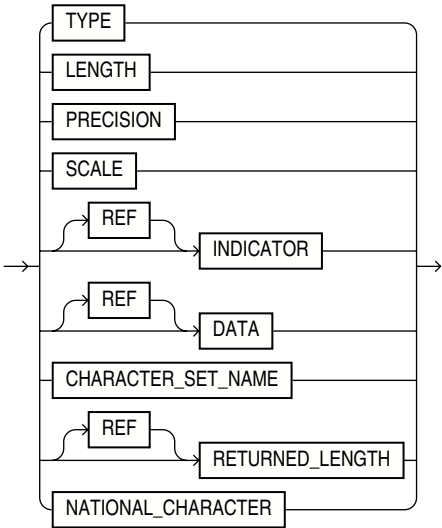 TYPE
LENGTH
PRECISION
SCALE
REF
INDICATOR
REF
DATA
CHARACTER_SET_NAME
REF
RETURNED_LENGTH
NATIONAL_CHARACTER